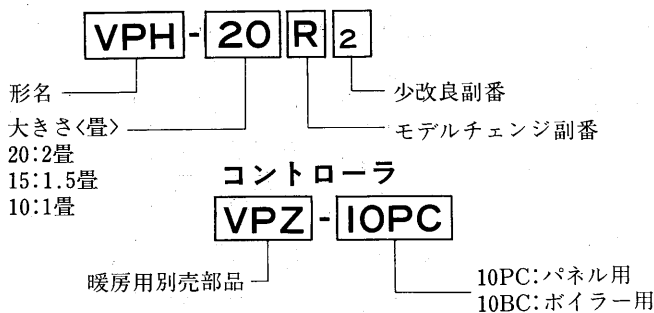 VPH-20 R 2
形名
少改良副番
大きさ<畳>
モデルチェンジ副番
20:2畳
15:1.5畳
10:1畳
コントローラ
VPZ-10PC
暖房用別売部品
10PC:パネル用
10BC:ボイラー用